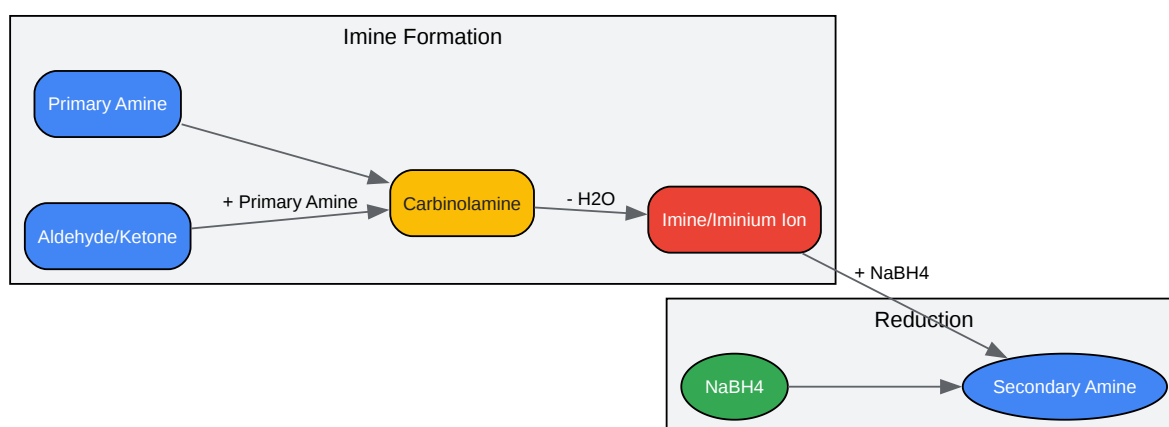 Imine Formation
Primary Amine
+ Primary Amine
Aldehyde/Ketone
Carbinolamine
- H2O
Imine/Iminium Ion
+ NaBH4
Reduction
NaBH4
Secondary Amine